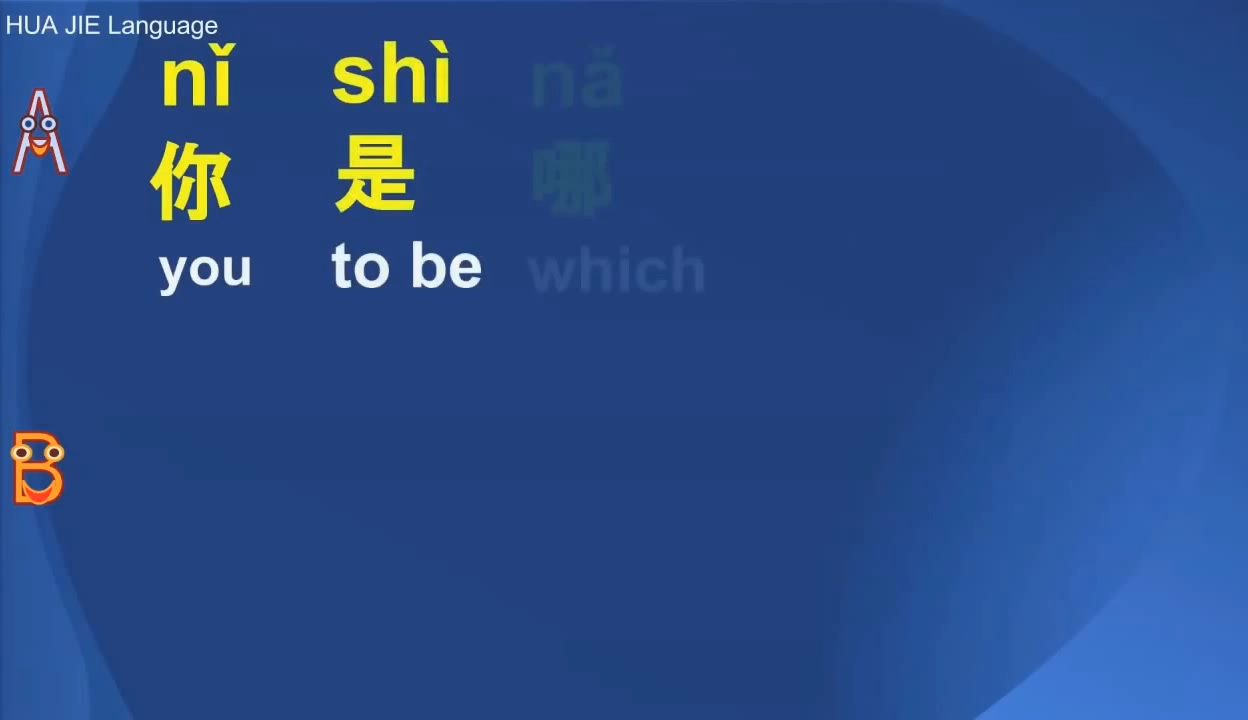 HUA JIE Language
nǐ shì nǎ
你 是 哪
you to be which
A
B